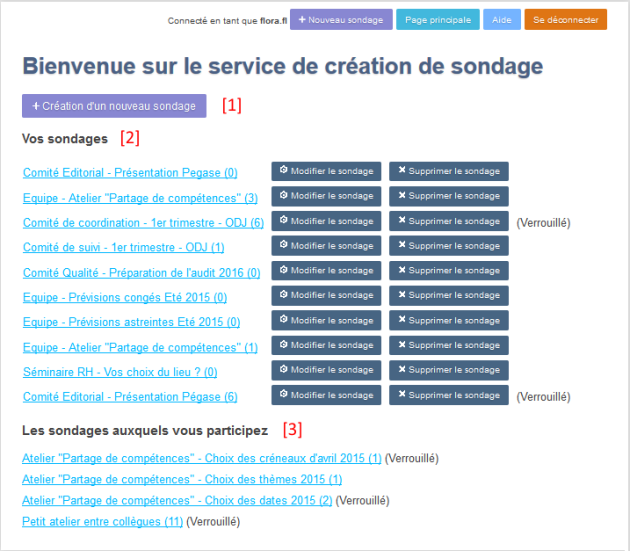 Connecté en tant que flora.fl + Nouveau sondage Page principale Aide Se déconnecter
Bienvenue sur le service de création de sondage
+ Création d'un nouveau sondage [1]
Vos sondages [2]
Comité Editorial - Présentation Pegase (0) Modifier le sondage Supprimer le sondage
Equipe - Atelier "Partage de compétences" (3) Modifier le sondage Supprimer le sondage
Comité de coordination - 1er trimestre - ODJ (6) Modifier le sondage Supprimer le sondage (Verrouillé)
Comité de suivi - 1er trimestre - ODJ (1) Modifier le sondage Supprimer le sondage
Comité Qualité - Préparation de l'audit 2016 (0) Modifier le sondage Supprimer le sondage
Equipe - Prévisions congés Eté 2015 (0) Modifier le sondage Supprimer le sondage
Equipe - Prévisions astreintes Eté 2015 (0) Modifier le sondage Supprimer le sondage
Equipe - Atelier "Partage de compétences" (1) Modifier le sondage Supprimer le sondage
Séminaire RH - Vos choix du lieu ? (0) Modifier le sondage Supprimer le sondage
Comité Editorial - Présentation Pégase (6) Modifier le sondage Supprimer le sondage (Verrouillé)
Les sondages auxquels vous participez [3]
Atelier "Partage de compétences" - Choix des créneaux d'avril 2015 (1) (Verrouillé)
Atelier "Partage de compétences" - Choix des thèmes 2015 (1)
Atelier "Partage de compétences" - Choix des dates 2015 (2) (Verrouillé)
Petit atelier entre collègues (11) (Verrouillé)